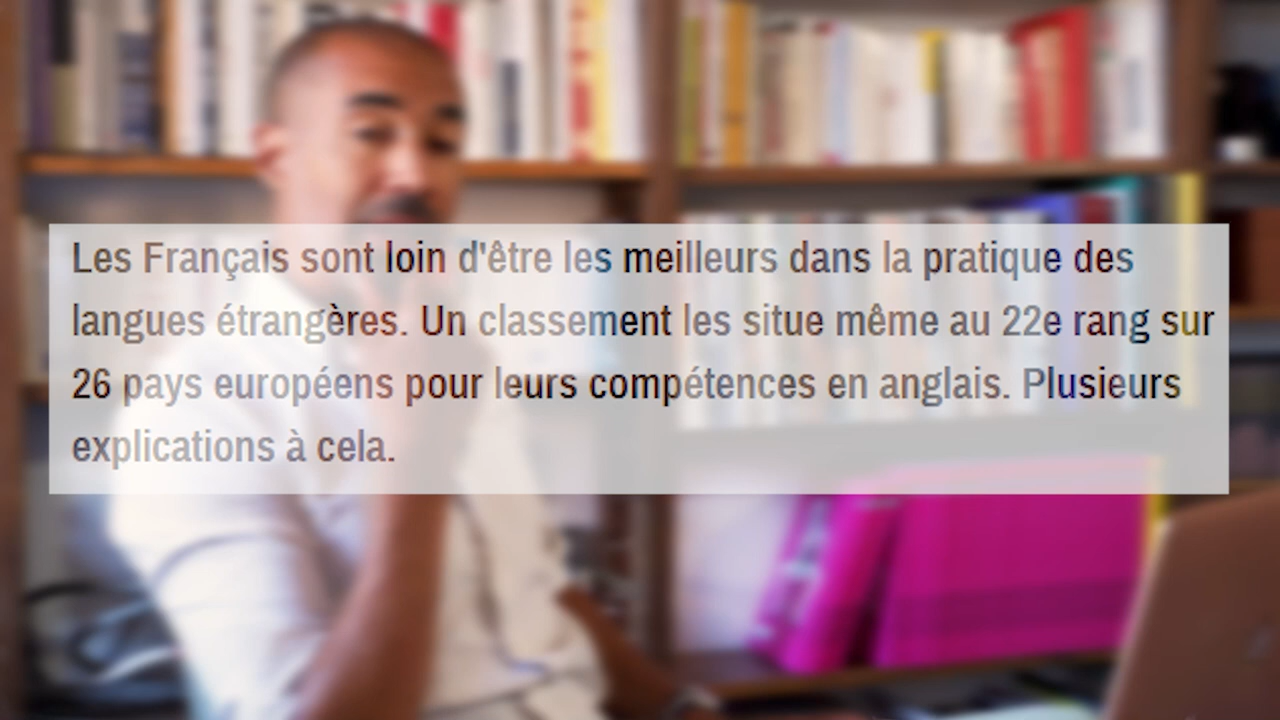 Les Français sont loin d'être les meilleurs dans la pratique des
langues étrangères. Un classement les situe même au 22e rang sur
26 pays européens pour leurs compétences en anglais. Plusieurs
explications à cela.